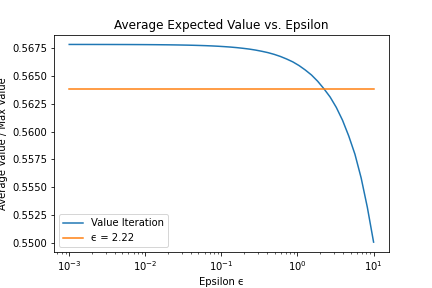 Average Expected Value vs. Epsilon
Average Value / Max Value
0.5675
0.5650
0.5625
0.5600
0.5575
0.5550
0.5525
0.5500
Value Iteration
ϵ = 2.22
10⁻³
10⁻²
10⁻¹
10⁰
10¹
Epsilon ϵ